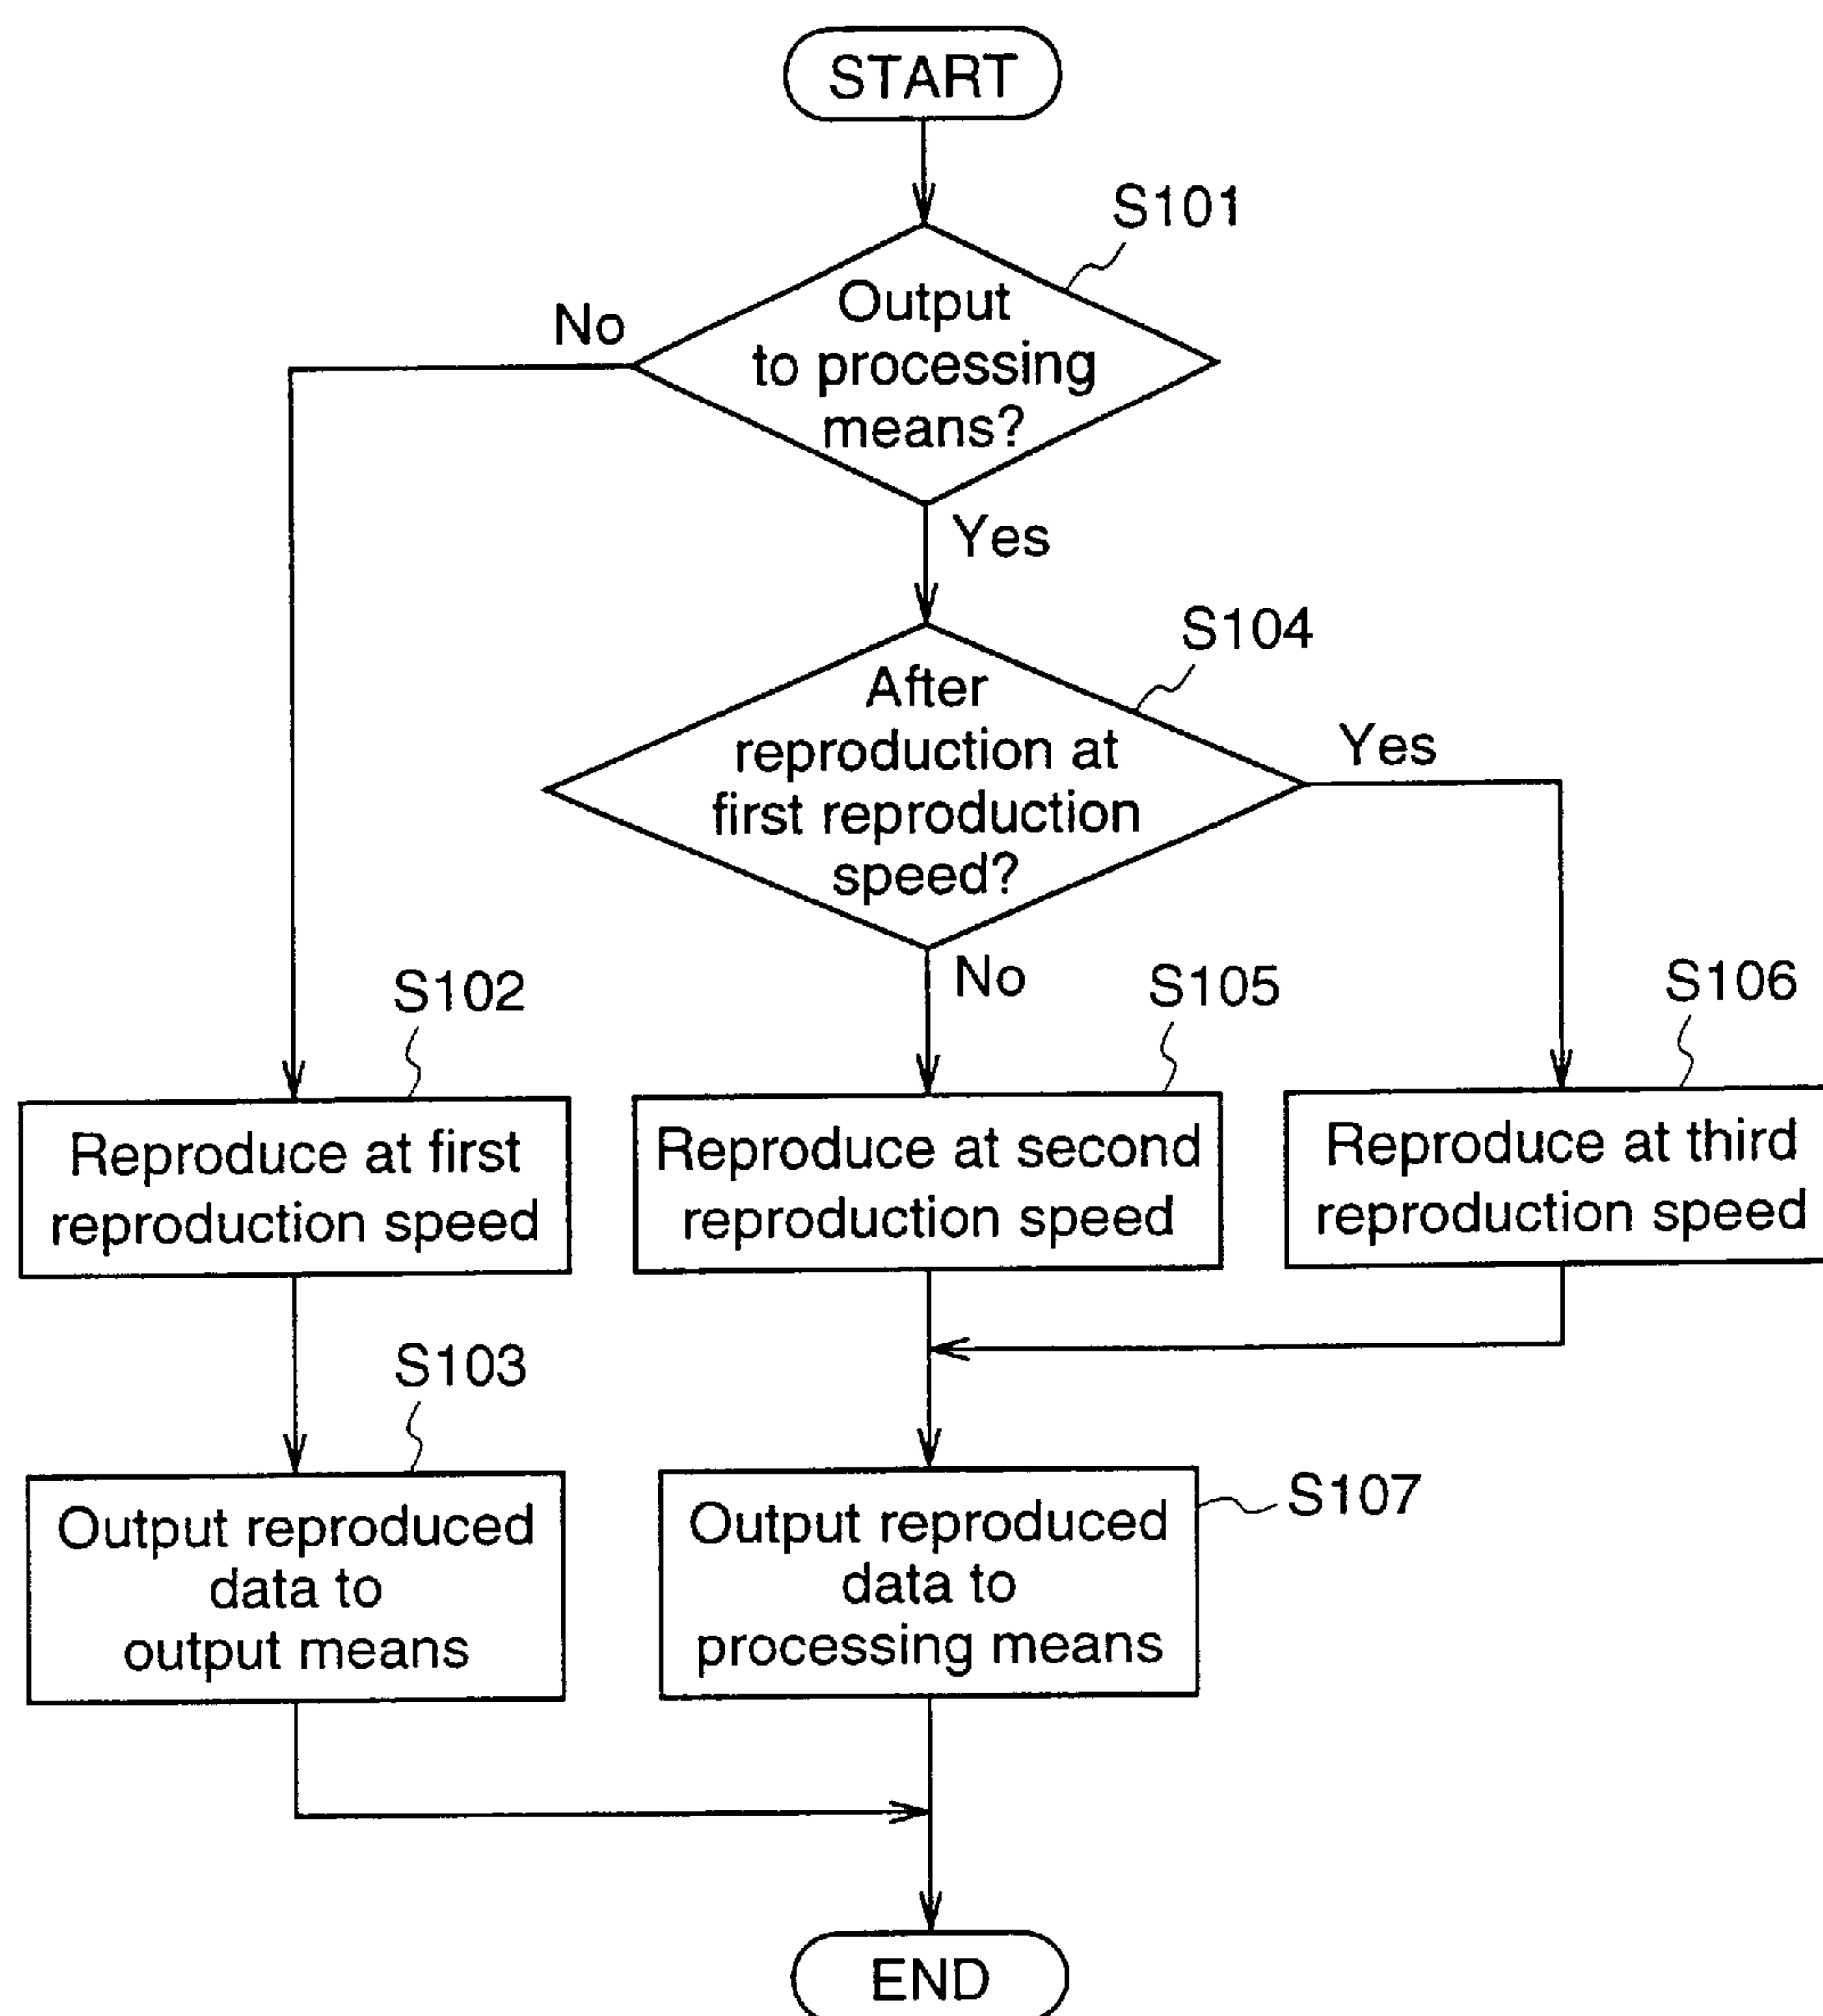 START
S101
Output
to processing
means?
No
Yes
S104
After
reproduction at
first reproduction
speed?
Yes
No
S102
S105
S106
Reproduce at first
reproduction speed
Reproduce at second
reproduction speed
Reproduce at third
reproduction speed
S103
Output reproduced
data to
output means
Output reproduced
data to
processing means
S107
END